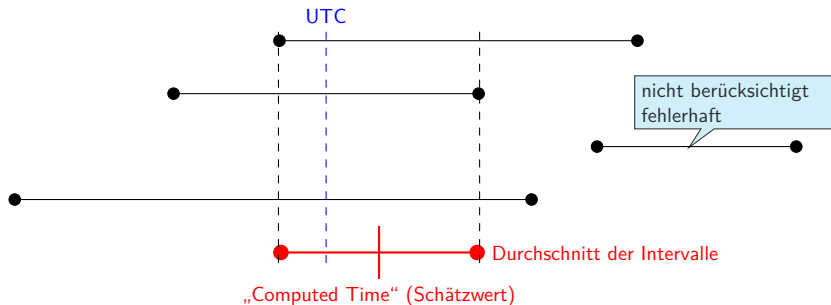 UTC
nicht berücksichtigt
fehlerhaft
Durchschnitt der Intervalle
„Computed Time“ (Schätzwert)